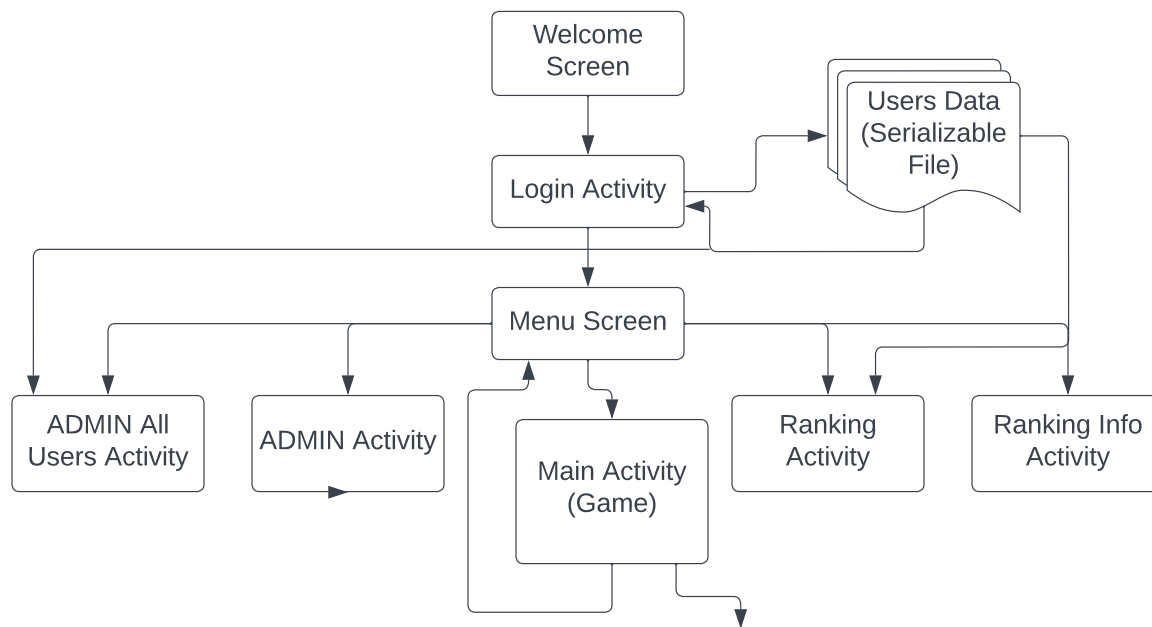 Welcome
Screen
Users Data
(Serializable
File)
Login Activity
Menu Screen
ADMIN All
Users Activity
ADMIN Activity
Main Activity
(Game)
Ranking
Activity
Ranking Info
Activity